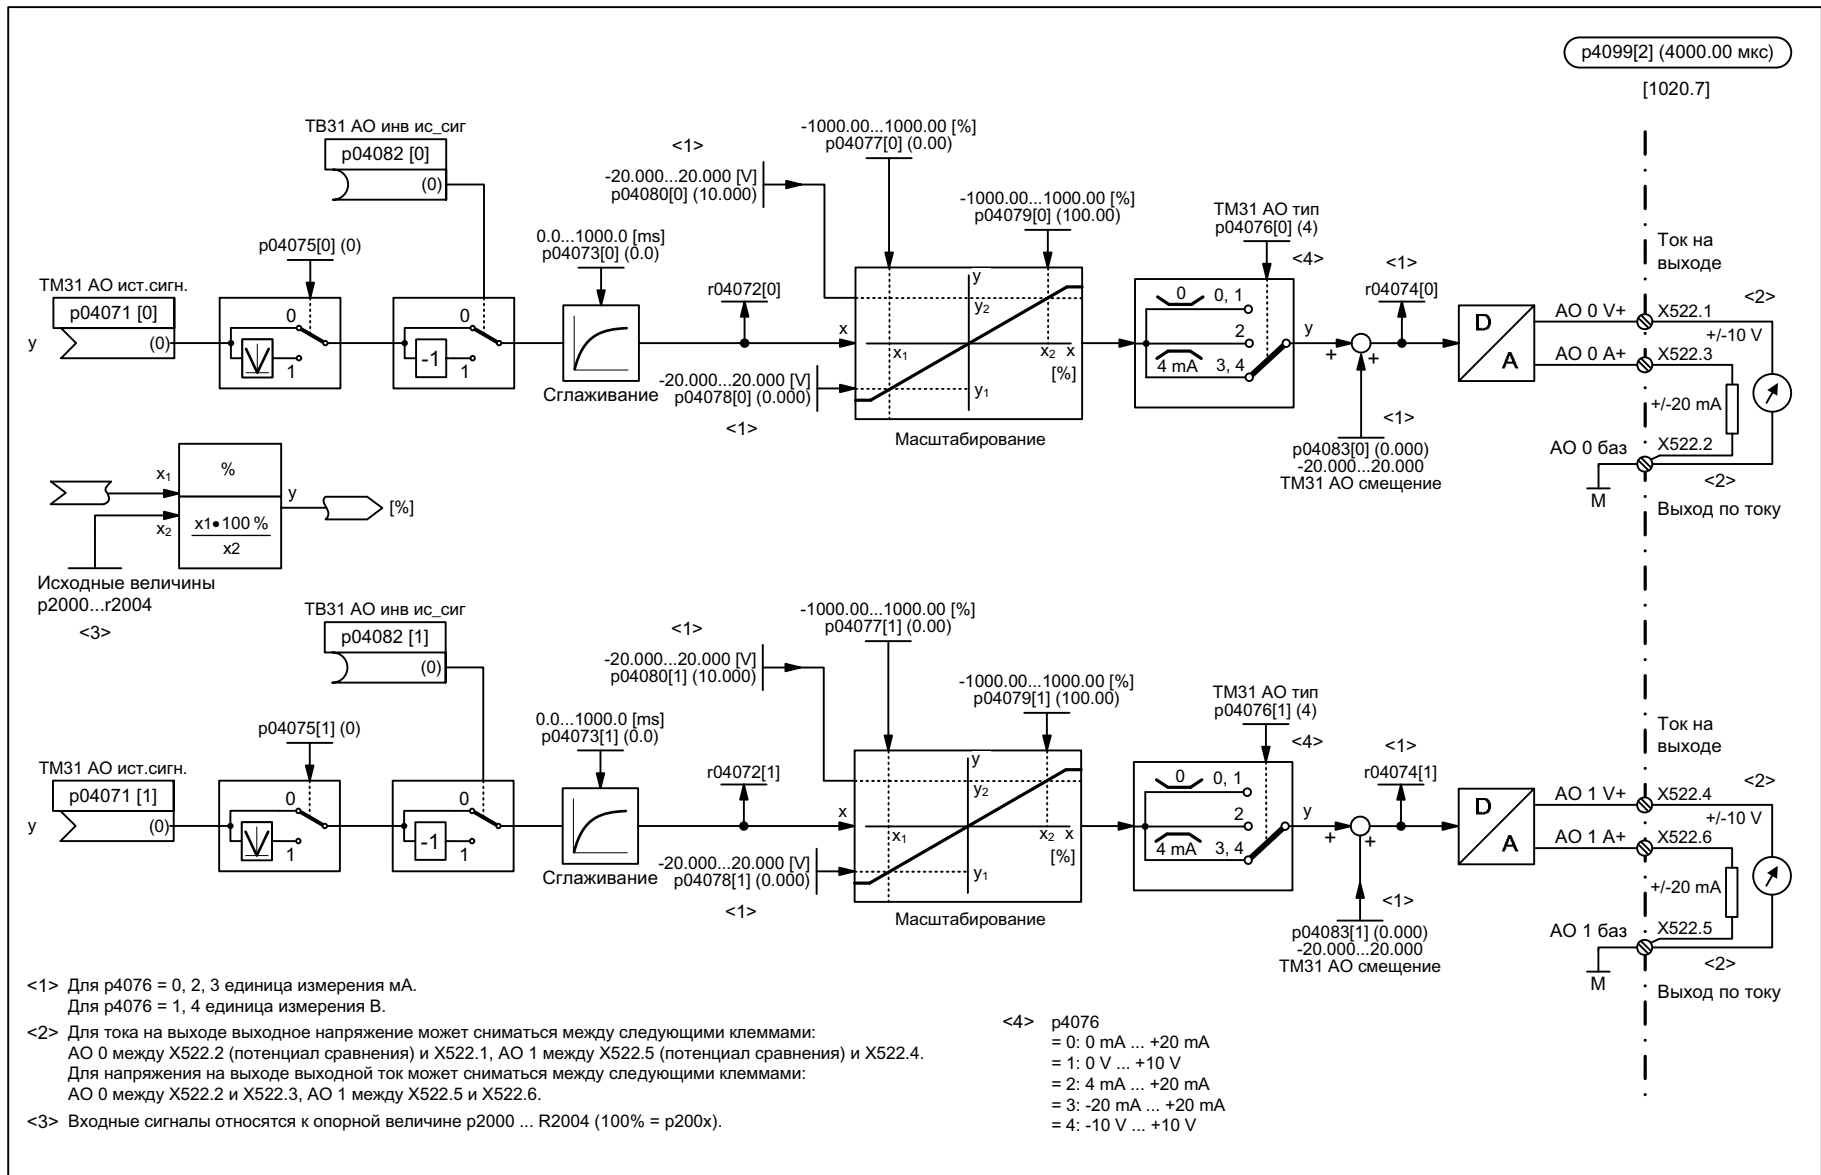 p4099[2] (4000.00 мкс)
[1020.7]
ТВ31 АО инв ис_сиг
p04082 [0]
(0)
<1>
-20.000...20.000 [V]
p04080[0] (10.000)
-1000.00...1000.00 [%]
p04077[0] (0.00)
-1000.00...1000.00 [%]
p04079[0] (100.00)
ТМ31 АО тип
p04076[0] (4)
<4>
p04075[0] (0)
0.0...1000.0 [ms]
p04073[0] (0.0)
ТМ31 АО ист.сигн.
p04071 [0]
y
(0)
0
1
0
-1
1
Сглаживание
r04072[0]
x
-20.000...20.000 [V]
p04078[0] (0.000)
<1>
y
y2
x1
x2
x
[%]
y1
Масштабирование
0
0, 1
2
4 mA
3, 4
y
+
+
<1>
r04074[0]
<1>
p04083[0] (0.000)
-20.000...20.000
ТМ31 АО смещение
D
A
Ток на
выходе
AO 0 V+
X522.1
<2>
+/-10 V
AO 0 A+
X522.3
+/-20 mA
АО 0 баз
X522.2
M
<2>
Выход по току
x1
x2
%
x1•100 %
x2
y
[%]
Исходные величины
p2000...r2004
<3>
ТВ31 АО инв ис_сиг
p04082 [1]
(0)
<1>
-20.000...20.000 [V]
p04080[1] (10.000)
-1000.00...1000.00 [%]
p04077[1] (0.00)
-1000.00...1000.00 [%]
p04079[1] (100.00)
ТМ31 АО тип
p04076[1] (4)
<4>
p04075[1] (0)
0.0...1000.0 [ms]
p04073[1] (0.0)
ТМ31 АО ист.сигн.
p04071 [1]
y
(0)
0
1
0
-1
1
Сглаживание
r04072[1]
x
-20.000...20.000 [V]
p04078[1] (0.000)
<1>
y
y2
x1
x2
x
[%]
y1
Масштабирование
0
0, 1
2
4 mA
3, 4
y
+
+
<1>
r04074[1]
<1>
p04083[1] (0.000)
-20.000...20.000
ТМ31 АО смещение
D
A
Ток на
выходе
AO 1 V+
X522.4
<2>
+/-10 V
AO 1 A+
X522.6
+/-20 mA
АО 1 баз
X522.5
M
<2>
Выход по току
<1> Для p4076 = 0, 2, 3 единица измерения мА.
Для p4076 = 1, 4 единица измерения В.
<2> Для тока на выходе выходное напряжение может сниматься между следующими клеммами:
АО 0 между X522.2 (потенциал сравнения) и X522.1, АО 1 между X522.5 (потенциал сравнения) и X522.4.
Для напряжения на выходе выходной ток может сниматься между следующими клеммами:
АО 0 между X522.2 и X522.3, АО 1 между X522.5 и X522.6.
<3> Входные сигналы относятся к опорной величине p2000 ... R2004 (100% = p200x).
<4> p4076
= 0: 0 mA ... +20 mA
= 1: 0 V ... +10 V
= 2: 4 mA ... +20 mA
= 3: -20 mA ... +20 mA
= 4: -10 V ... +10 V